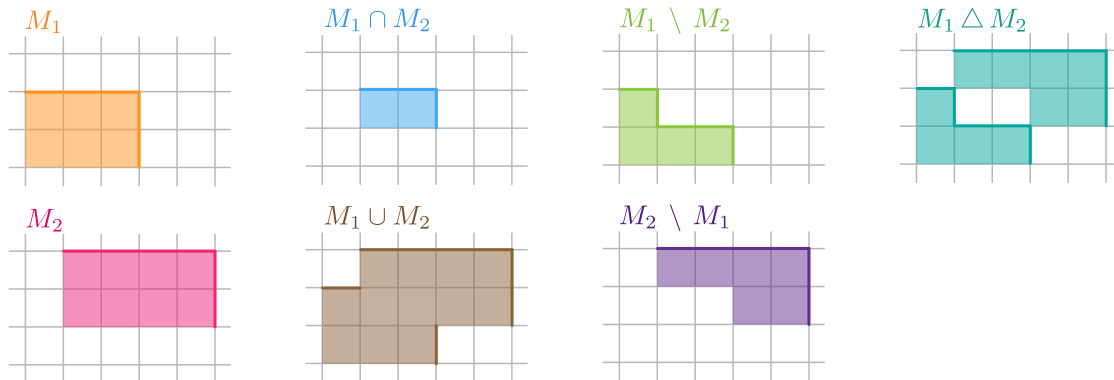 M₁
M₁ ∩ M₂
M₁ \ M₂
M₁ △ M₂
M₂
M₁ ∪ M₂
M₂ \ M₁